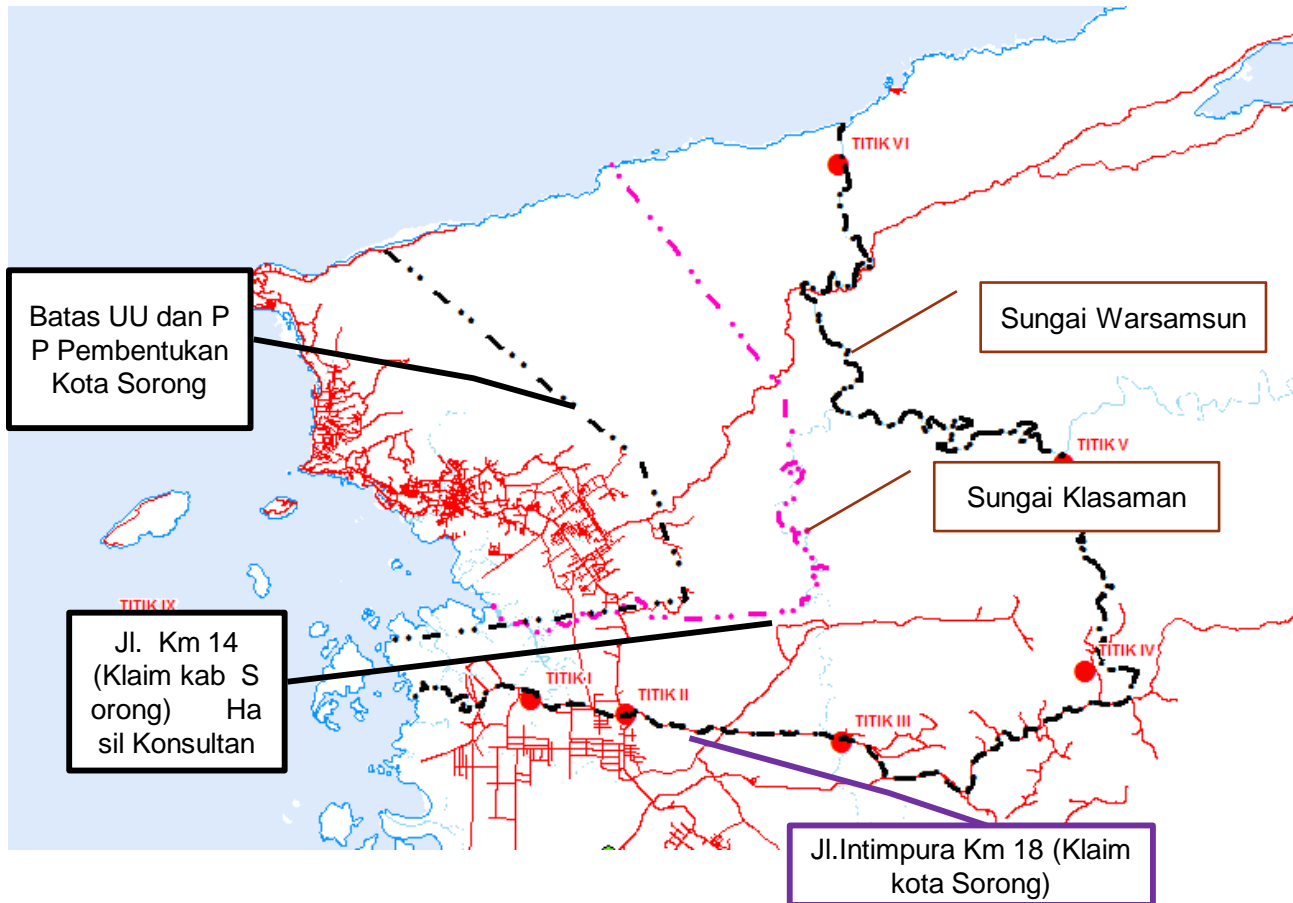 TITIK VI
Batas UU dan P
P Pembentukan
Kota Sorong
Sungai Warsamsun
TITIK V
Sungai Klasaman
TITIK IX
Jl. Km 14
(Klaim kab S
orong) Ha
sil Konsultan
TITIK I
TITIK II
TITIK III
TITIK IV
Jl.Intimpura Km 18 (Klaim
kota Sorong)